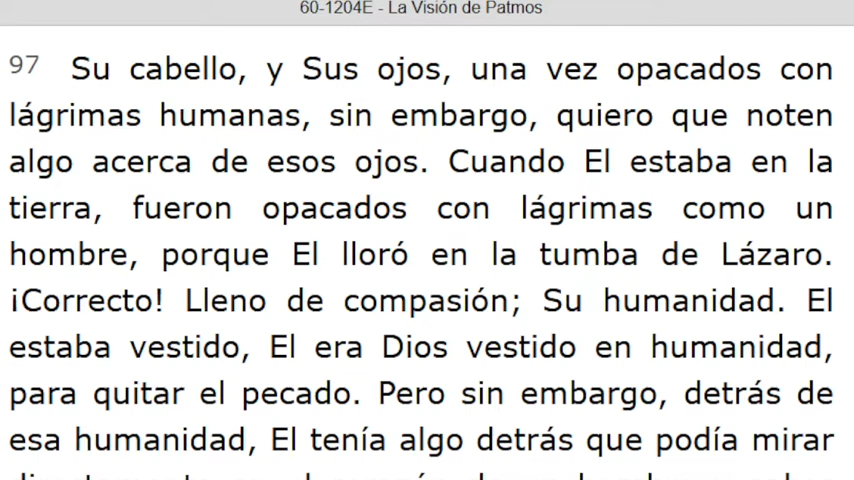 60-1204E - La Visión de Patmos
97 Su cabello, y Sus ojos, una vez opacados con
lágrimas humanas, sin embargo, quiero que noten
algo acerca de esos ojos. Cuando El estaba en la
tierra, fueron opacados con lágrimas como un
hombre, porque El lloró en la tumba de Lázaro.
¡Correcto! Lleno de compasión; Su humanidad. El
estaba vestido, El era Dios vestido en humanidad,
para quitar el pecado. Pero sin embargo, detrás de
esa humanidad, El tenía algo detrás que podía mirar